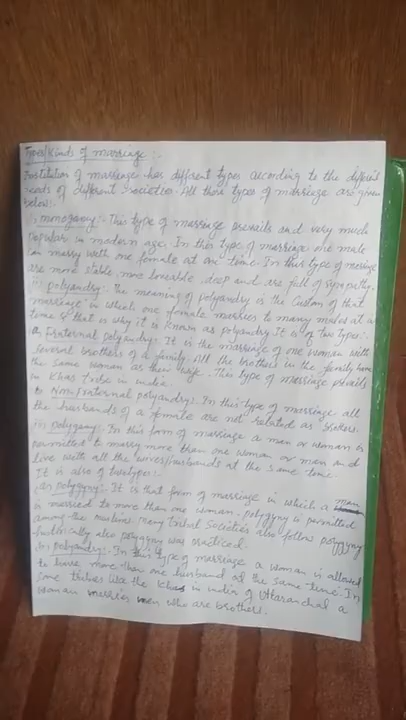 Types/Kinds of marriage :-
Institution of marriage has different types according to the different
needs of different societies. All these types of marriage are given
below:-
i) monogamy:- This type of marriage prevails and very much
Popular in modern age. In this type of marriage one male
can marry with one female at one time. In this type of marriage
are more stable, more loveable, deep and are full of sympathy.
ii) polyandry:- The meaning of polyandry is the custom of that
marriage in which one female marries to many males at a
time & that is why it is known as polyandry. It is of two types:-
a) Fraternal polyandry:- It is the marriage of one woman with
several brothers of a family. All the brothers in the family have
the same woman as their wife. This type of marriage prevails
in Khas Tribe in india.
b) Non Fraternal polyandry:- In this type of marriage all
the husbands of a female are not related as brothers.
iii) polygamy:- In this form of marriage a man or woman is
permitted to marry more than one woman or man and
live with all the wives/husbands at the same time.
It is also of twotypes:-
(a) polygyny:- It is that form of marriage in which a man
is married to more than one woman. polygyny is permitted
among the muslims. many tribal societies also follow polygyny
historically also polygyny was practiced.
(b) polyandry:- In this type of marriage a woman is allowed
to have more than one husband at the same time. In
some tribes like the Khas in india of Uttaranchal a
woman marries men who are brothers.